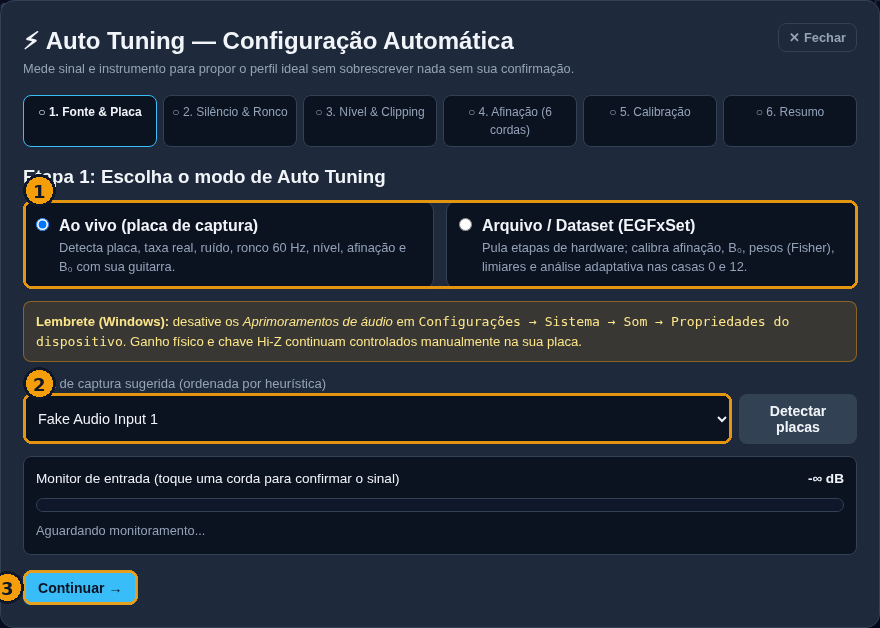 ⚡ Auto Tuning — Configuração Automática
✕ Fechar
Mede sinal e instrumento para propor o perfil ideal sem sobrescrever nada sem sua confirmação.
○ 1. Fonte & Placa
○ 2. Silêncio & Ronco
○ 3. Nível & Clipping
○ 4. Afinação (6
cordas)
○ 5. Calibração
○ 6. Resumo
Etapa 1: Escolha o modo de Auto Tuning
1
Ao vivo (placa de captura)
Detecta placa, taxa real, ruído, ronco 60 Hz, nível, afinação e
B₀ com sua guitarra.
Arquivo / Dataset (EGFxSet)
Pula etapas de hardware; calibra afinação, B₀, pesos (Fisher),
limiares e análise adaptativa nas casas 0 e 12.
Lembrete (Windows): desative os Aprimoramentos de áudio em Configurações → Sistema → Som → Propriedades do
dispositivo. Ganho físico e chave Hi-Z continuam controlados manualmente na sua placa.
2
de captura sugerida (ordenada por heurística)
Fake Audio Input 1
Detectar
placas
Monitor de entrada (toque uma corda para confirmar o sinal)
-∞ dB
Aguardando monitoramento...
3
Continuar →